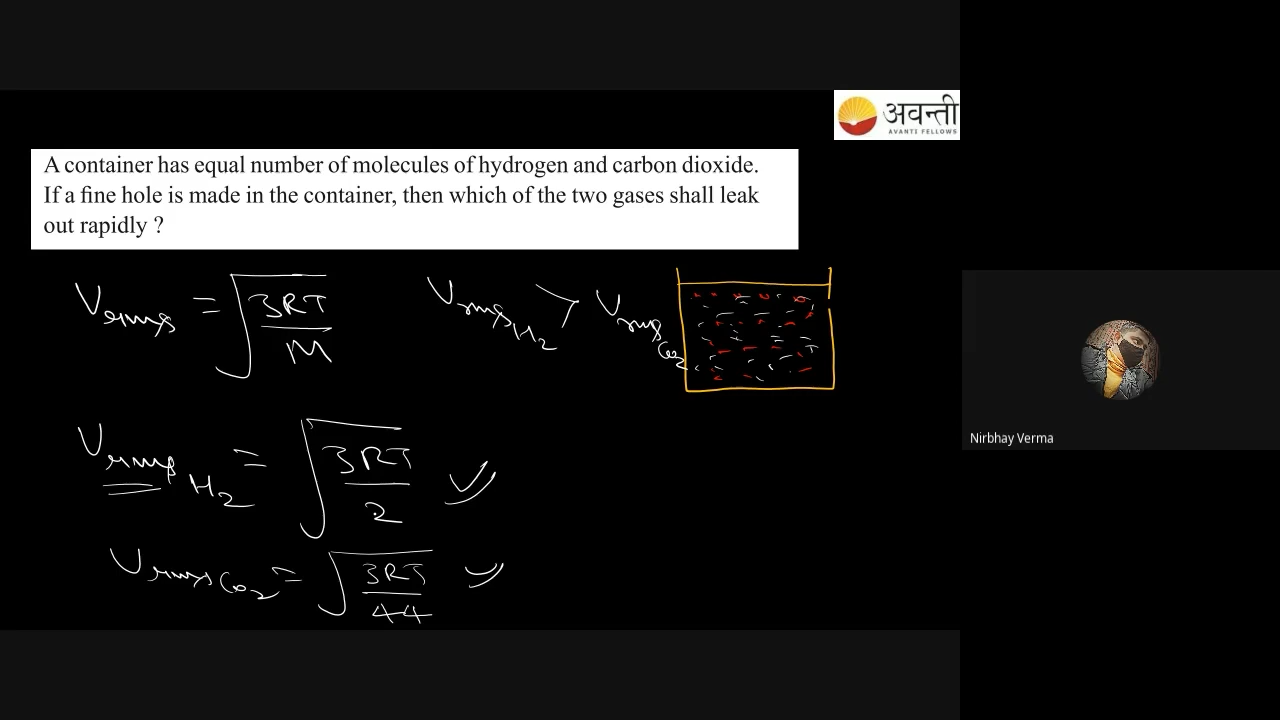 अवन्ती
AVANTI FELLOWS
A container has equal number of molecules of hydrogen and carbon dioxide.
If a fine hole is made in the container, then which of the two gases shall leak
out rapidly ?
Vrms = √(3RT/M)
Vrms H2 > Vrms CO2
Vrms H2 = √(3RT/2)
Vrms CO2 = √(3RT/44)
Nirbhay Verma